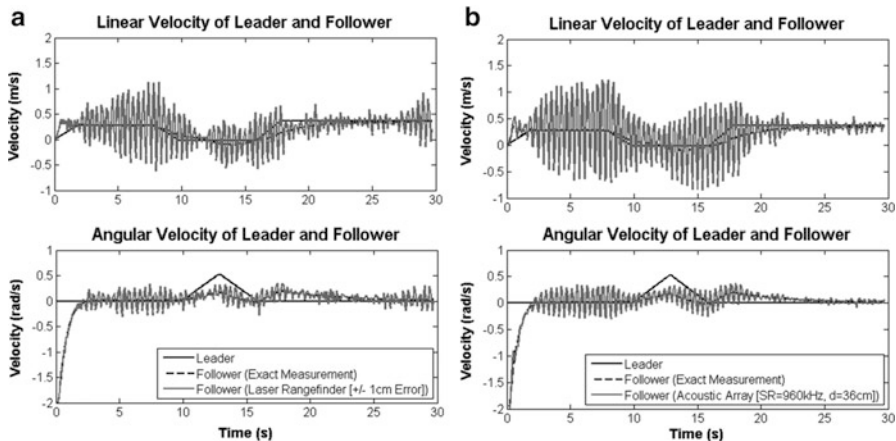 a
Linear Velocity of Leader and Follower
Velocity (m/s)
2
1.5
1
0.5
0
-0.5
-1
0 5 10 15 20 25 30
Angular Velocity of Leader and Follower
Velocity (rad/s)
1
0.5
0
-0.5
-1
-1.5
-2
Leader
Follower (Exact Measurement)
Follower (Laser Rangefinder [+/- 1cm Error])
0 5 10 15 20 25 30
Time (s)
b
Linear Velocity of Leader and Follower
Velocity (m/s)
2
1.5
1
0.5
0
-0.5
-1
0 5 10 15 20 25 30
Angular Velocity of Leader and Follower
Velocity (rad/s)
1
0.5
0
-0.5
-1
-1.5
-2
Leader
Follower (Exact Measurement)
Follower (Acoustic Array [SR=960kHz, d=36cm])
0 5 10 15 20 25 30
Time (s)